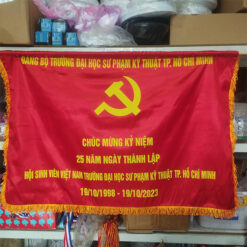 ĐẢNG BỘ TRƯỜNG ĐẠI HỌC SƯ PHẠM KỸ THUẬT TP. HỒ CHÍ MINH
CHÚC MỪNG KỶ NIỆM
25 NĂM NGÀY THÀNH LẬP
HỘI SINH VIÊN VIỆT NAM TRƯỜNG ĐẠI HỌC SƯ PHẠM KỸ THUẬT TP. HỒ CHÍ MINH
19/10/1998 - 19/10/2023